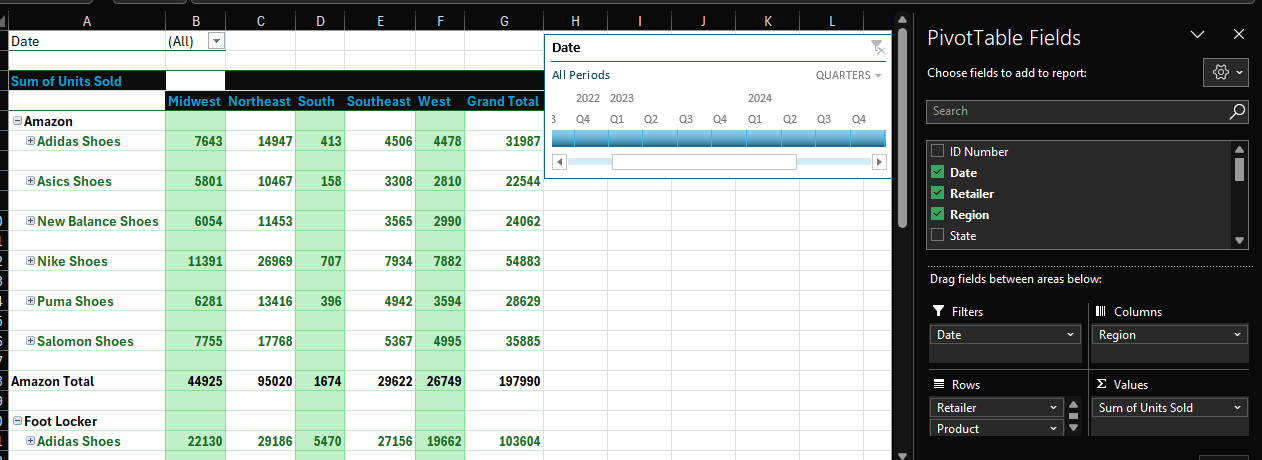 A B C D E F G H I J K L
Date (All)
Sum of Units Sold
Midwest Northeast South Southeast West Grand Total
Amazon
Adidas Shoes 7643 14947 413 4506 4478 31987
Asics Shoes 5801 10467 158 3308 2810 22544
New Balance Shoes 6054 11453 3565 2990 24062
Nike Shoes 11391 26969 707 7934 7882 54883
Puma Shoes 6281 13416 396 4942 3594 28629
Salomon Shoes 7755 17768 5367 4995 35885
Amazon Total 44925 95020 1674 29622 26749 197990
Foot Locker
Adidas Shoes 22130 29186 5470 27156 19662 103604
Date
All Periods QUARTERS
2022 2023 2024
Q4 Q1 Q2 Q3 Q4 Q1 Q2 Q3 Q4
PivotTable Fields
Choose fields to add to report:
Search
ID Number
Date
Retailer
Region
State
Drag fields between areas below:
Filters
Date
Columns
Region
Rows
Retailer
Product
Σ Values
Sum of Units Sold